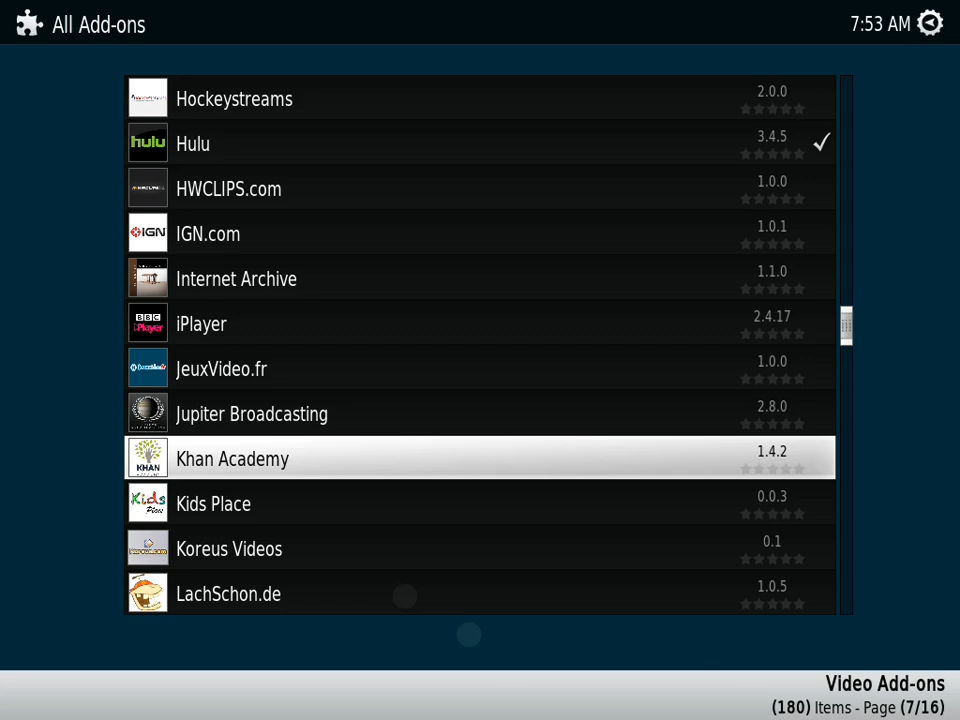 All Add-ons
7:53 AM
Hockeystreams 2.0.0
hulu Hulu 3.4.5
HWCLIPS.com 1.0.0
IGN IGN.com 1.0.1
Internet Archive 1.1.0
BBC
iPlayer iPlayer 2.4.17
JeuxVideo.fr 1.0.0
Jupiter Broadcasting 2.8.0
KHAN Khan Academy 1.4.2
Kids
Place Kids Place 0.0.3
Koreus Videos 0.1
LachSchon.de 1.0.5
Video Add-ons
(180) Items - Page (7/16)